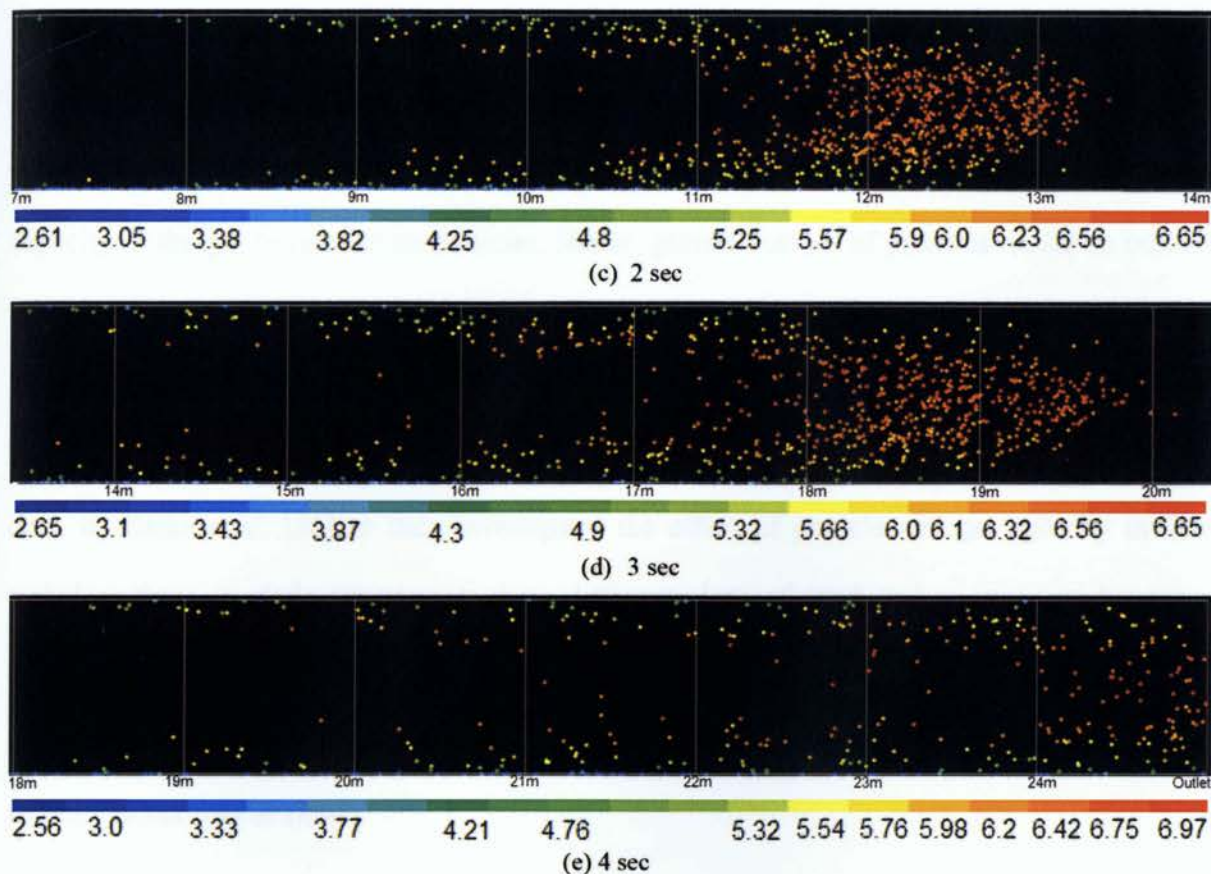 7m 8m 9m 10m 11m 12m 13m 14m
2.61 3.05 3.38 3.82 4.25 4.8 5.25 5.57 5.9 6.0 6.23 6.56 6.65
(c) 2 sec
14m 15m 16m 17m 18m 19m 20m
2.65 3.1 3.43 3.87 4.3 4.9 5.32 5.66 6.0 6.1 6.32 6.56 6.65
(d) 3 sec
18m 19m 20m 21m 22m 23m 24m Outlet
2.56 3.0 3.33 3.77 4.21 4.76 5.32 5.54 5.76 5.98 6.2 6.42 6.75 6.97
(e) 4 sec